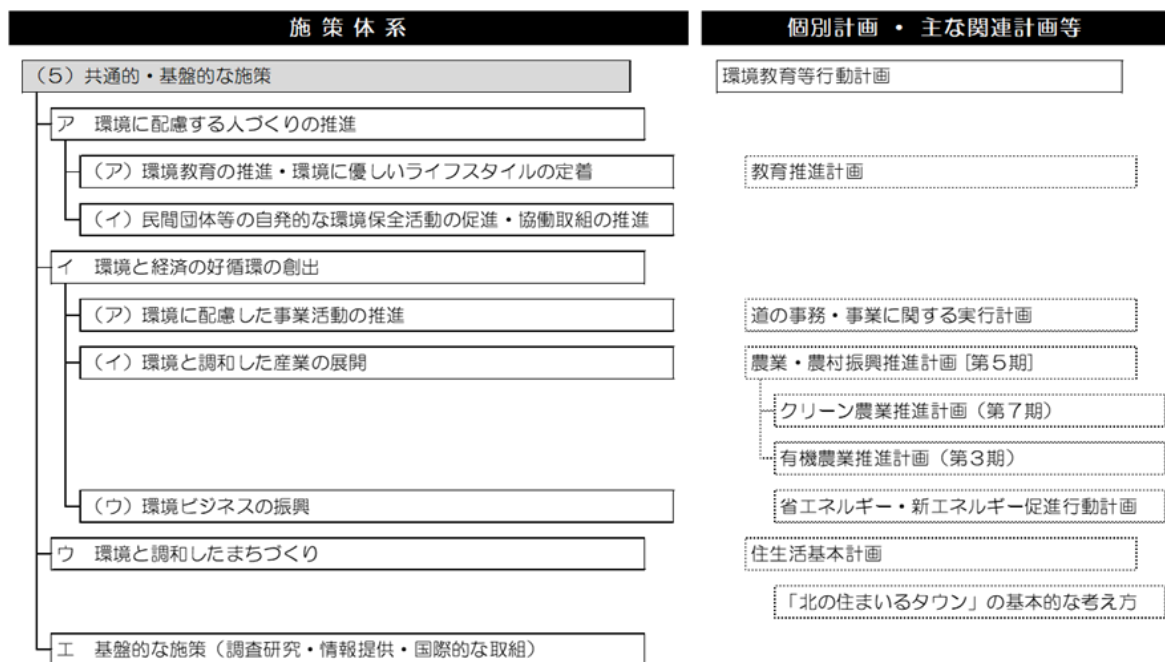 施策体系
個別計画 ・ 主な関連計画等
（５）共通的・基盤的な施策
環境教育等行動計画
ア 環境に配慮する人づくりの推進
（ア）環境教育の推進・環境に優しいライフスタイルの定着
教育推進計画
（イ）民間団体等の自発的な環境保全活動の促進・協働取組の推進
イ 環境と経済の好循環の創出
（ア）環境に配慮した事業活動の推進
道の事務・事業に関する実行計画
（イ）環境と調和した産業の展開
農業・農村振興推進計画［第５期］
クリーン農業推進計画（第７期）
有機農業推進計画（第３期）
（ウ）環境ビジネスの振興
省エネルギー・新エネルギー促進行動計画
ウ 環境と調和したまちづくり
住生活基本計画
「北の住まいるタウン」の基本的な考え方
エ 基盤的な施策（調査研究・情報提供・国際的な取組）